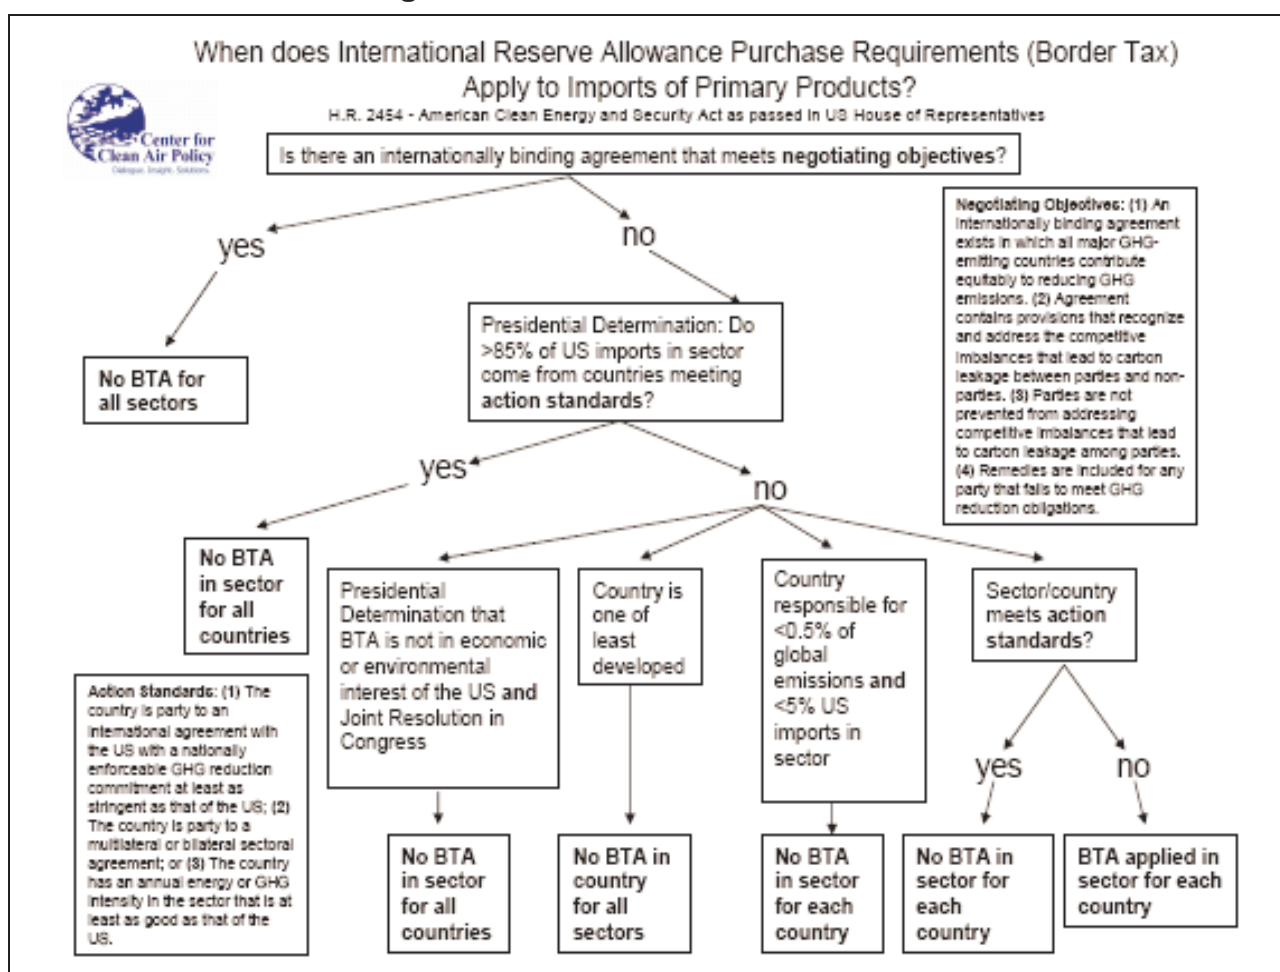 When does International Reserve Allowance Purchase Requirements (Border Tax)
Apply to Imports of Primary Products?
H.R. 2454 - American Clean Energy and Security Act as passed in US House of Representatives
Center for
Clean Air Policy
Dialogue. Insight. Solutions.
Is there an internationally binding agreement that meets negotiating objectives?
yes
no
Negotiating Objectives: (1) An
internationally binding agreement
exists in which all major GHG-
emitting countries contribute
equitably to reducing GHG
emissions. (2) Agreement
contains provisions that recognize
and address the competitive
imbalances that lead to carbon
leakage between parties and non-
parties. (3) Parties are not
prevented from addressing
competitive imbalances that lead
to carbon leakage among parties.
(4) Remedies are included for any
party that fails to meet GHG
reduction obligations.
No BTA for
all sectors
Presidential Determination: Do
>85% of US imports in sector
come from countries meeting
action standards?
yes
no
No BTA
in sector
for all
countries
Presidential
Determination that
BTA is not in economic
or environmental
interest of the US and
Joint Resolution in
Congress
Country is
one of
least
developed
Country
responsible for
<0.5% of
global
emissions and
<5% US
imports in
sector
Sector/country
meets action
standards?
yes
no
Action Standards: (1) The
country is party to an
international agreement with
the US with a nationally
enforceable GHG reduction
commitment at least as
stringent as that of the US; (2)
The country is party to a
multilateral or bilateral sectoral
agreement; or (3) The country
has an annual energy or GHG
intensity in the sector that is at
least as good as that of the
US.
No BTA
in sector
for all
countries
No BTA in
country
for all
sectors
No BTA
in sector
for each
country
No BTA in
sector for
each
country
BTA applied in
sector for each
country